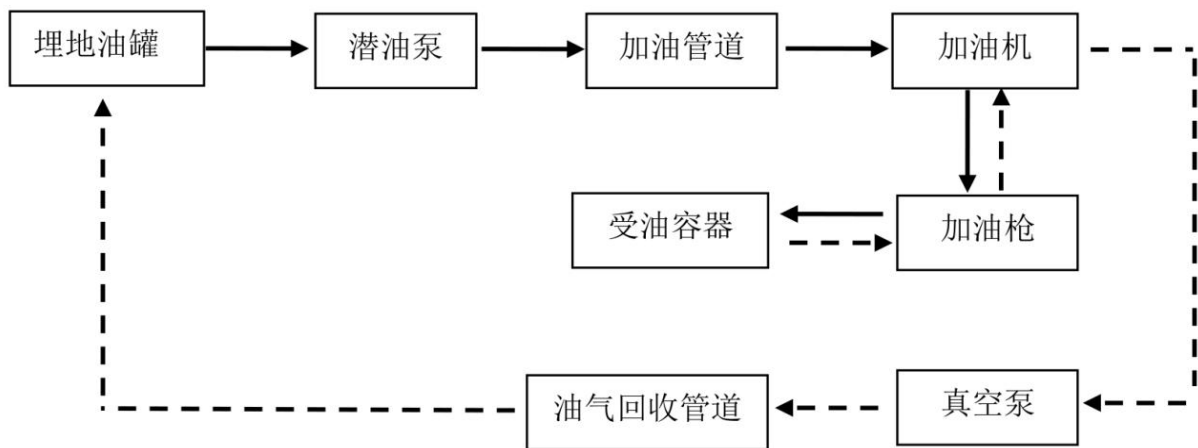 埋地油罐
潜油泵
加油管道
加油机
受油容器
加油枪
油气回收管道
真空泵